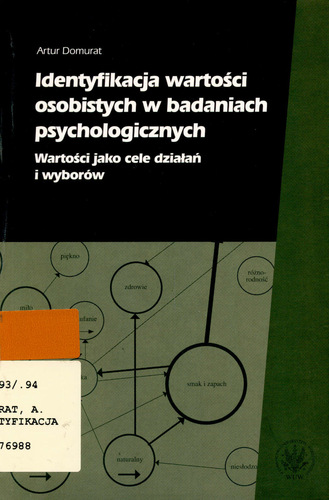 Artur Domurat
Identyfikacja wartości
osobistych w badaniach
psychologicznych
Wartości jako cele działań
i wyborów
piękno
zdrowie
różno-
rodność
smak i zapach
naturalny
93/.94
RAT, A.
TYFIKACJA
76988
WUW